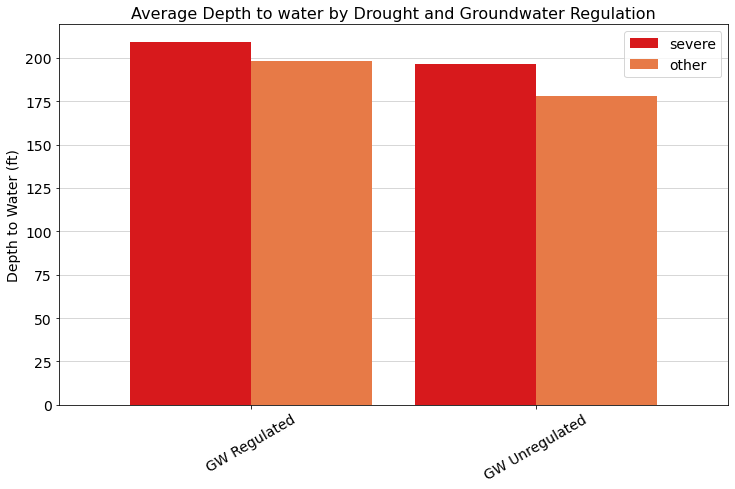 Average Depth to water by Drought and Groundwater Regulation
severe
other
Depth to Water (ft)
200
175
150
125
100
75
50
25
0
GW Regulated
GW Unregulated